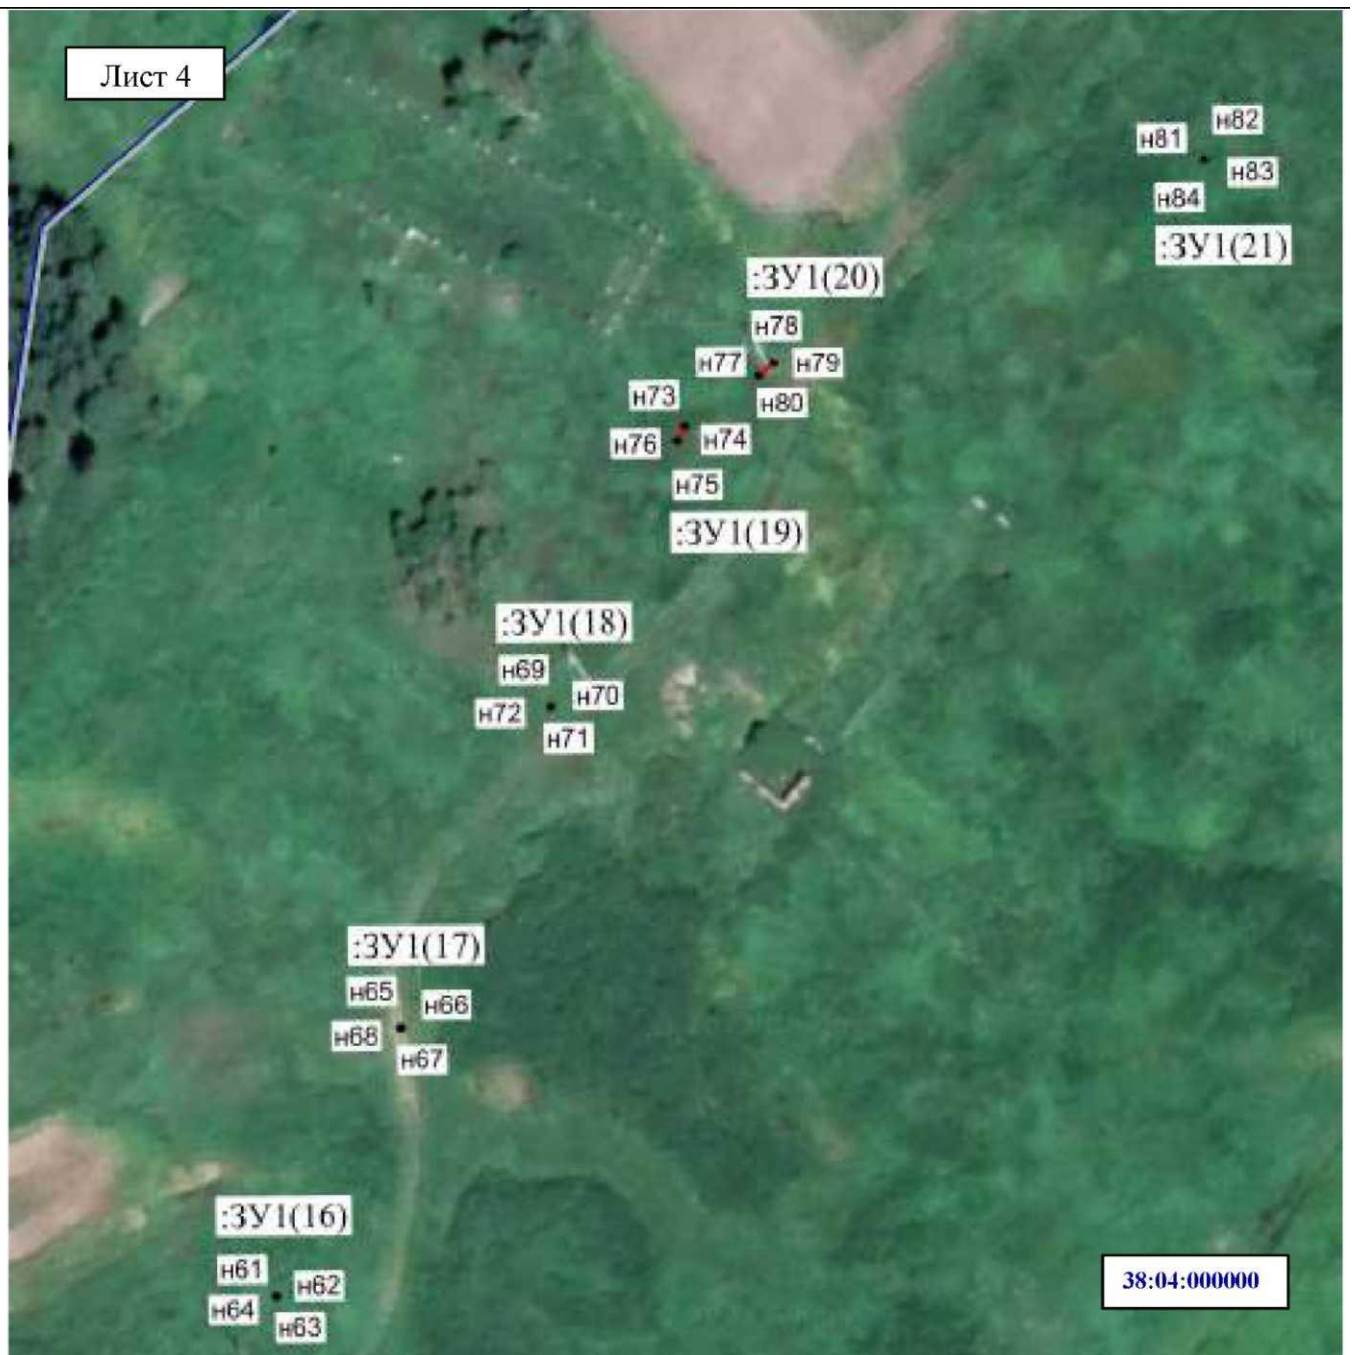 Лист 4
н82
н81
н83
н84
:ЗУ1(21)
:ЗУ1(20)
н78
н77
н79
н73
н80
н76
н74
н75
:ЗУ1(19)
:ЗУ1(18)
н69
н70
н72
н71
:ЗУ1(17)
н65
н66
н68
н67
:ЗУ1(16)
н61
н62
н64
н63
38:04:000000